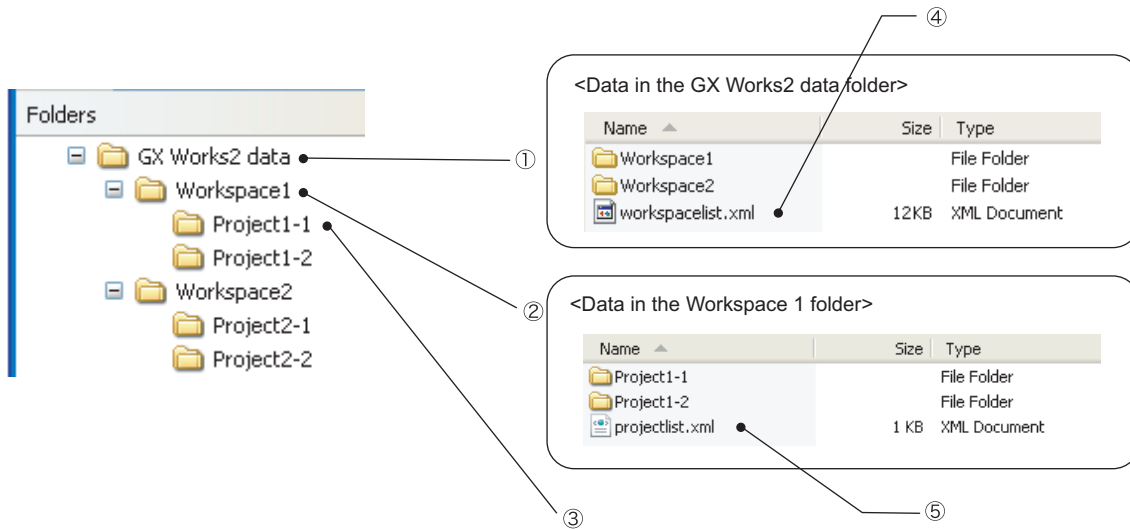 ④
<Data in the GX Works2 data folder>
Name Size Type
Workspace1 File Folder
Workspace2 File Folder
workspacelist.xml 12KB XML Document
Folders
GX Works2 data
①
Workspace1
Project1-1
Project1-2
Workspace2
Project2-1
Project2-2
②
<Data in the Workspace 1 folder>
Name Size Type
Project1-1 File Folder
Project1-2 File Folder
projectlist.xml 1 KB XML Document
③
⑤